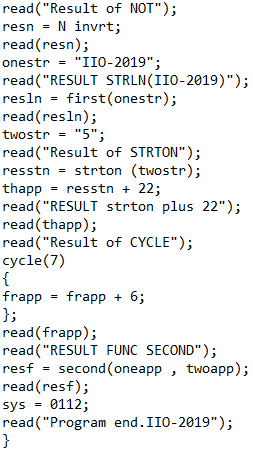 read("Result of NOT");
resn = N invrt;
read(resn);
onestr = "IIO-2019";
read("RESULT STRLN(IIO-2019)");
resln = first(onestr);
read(resln);
twostr = "5";
read("Result of STRTON");
resstn = strton (twostr);
thapp = resstn + 22;
read("RESULT strton plus 22");
read(thapp);
read("Result of CYCLE");
cycle(7)
{
frapp = frapp + 6;
};
read(frapp);
read("RESULT FUNC SECOND");
resf = second(oneapp , twoapp);
read(resf);
sys = 0112;
read("Program end.IIO-2019");
}